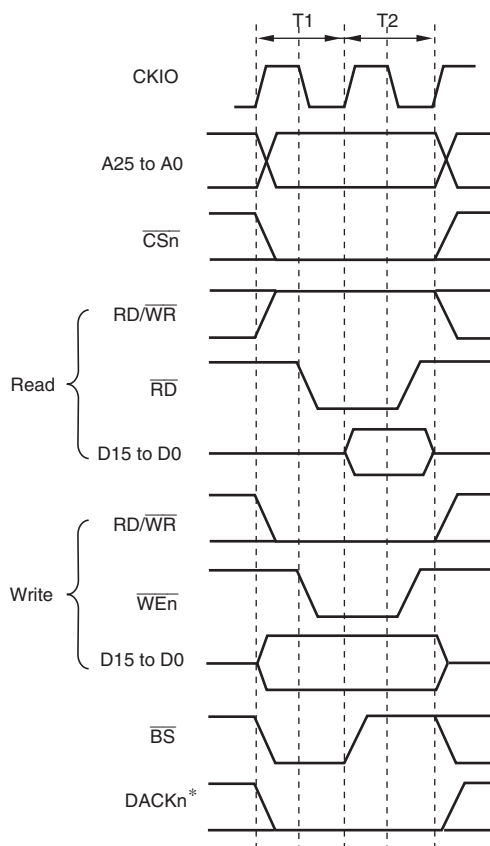 T1 T2
CKIO
A25 to A0
CSn
RD/WR
Read
RD
D15 to D0
RD/WR
Write
WEn
D15 to D0
BS
DACKn*